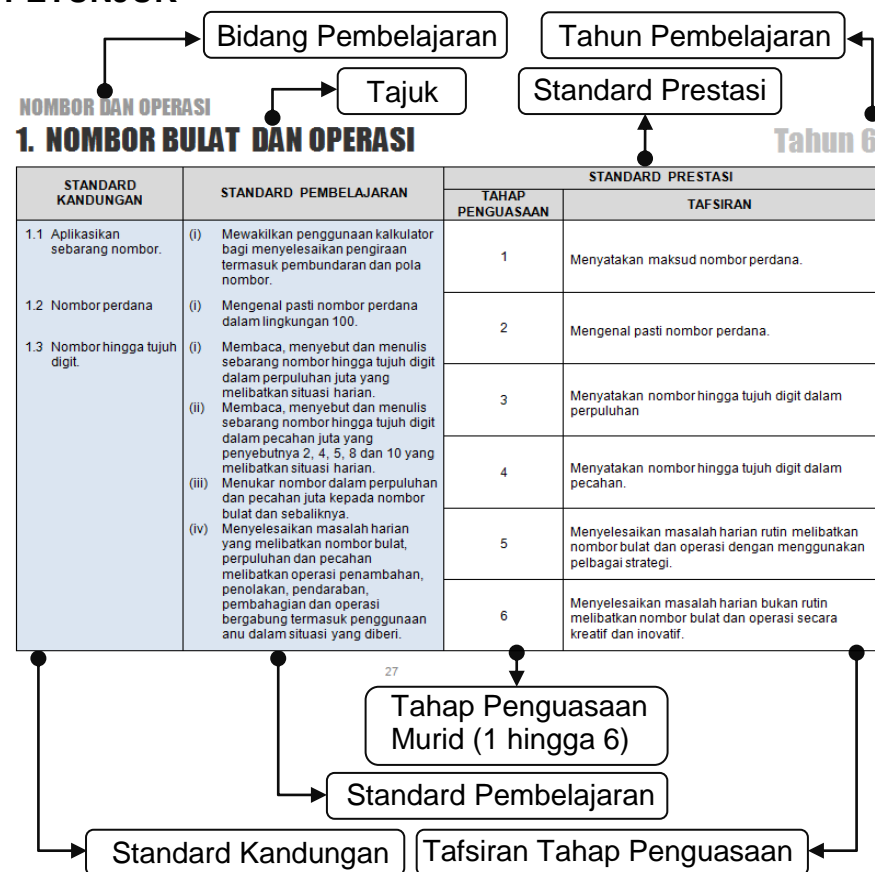 PETUNJUK
Bidang Pembelajaran
Tahun Pembelajaran
Tajuk
Standard Prestasi
NOMBOR DAN OPERASI
1. NOMBOR BULAT DAN OPERASI
Tahun 6
STANDARD
KANDUNGAN
STANDARD PEMBELAJARAN
STANDARD PRESTASI
TAHAP
PENGUASAAN
TAFSIRAN
1.1 Aplikasikan
sebarang nombor.
(i) Mewakilkan penggunaan kalkulator
bagi menyelesaikan pengiraan
termasuk pembundaran dan pola
nombor.
1.2 Nombor perdana
(i) Mengenal pasti nombor perdana
dalam lingkungan 100.
1.3 Nombor hingga tujuh
digit.
(i) Membaca, menyebut dan menulis
sebarang nombor hingga tujuh digit
dalam perpuluhan juta yang
melibatkan situasi harian.
(ii) Membaca, menyebut dan menulis
sebarang nombor hingga tujuh digit
dalam pecahan juta yang
penyebutnya 2, 4, 5, 8 dan 10 yang
melibatkan situasi harian.
(iii) Menukar nombor dalam perpuluhan
dan pecahan juta kepada nombor
bulat dan sebaliknya.
(iv) Menyelesaikan masalah harian
yang melibatkan nombor bulat,
perpuluhan dan pecahan
melibatkan operasi penambahan,
penolakan, pendaraban,
pembahagian dan operasi
bergabung termasuk penggunaan
anu dalam situasi yang diberi.
1
Menyatakan maksud nombor perdana.
2
Mengenal pasti nombor perdana.
3
Menyatakan nombor hingga tujuh digit dalam
perpuluhan
4
Menyatakan nombor hingga tujuh digit dalam
pecahan.
5
Menyelesaikan masalah harian rutin melibatkan
nombor bulat dan operasi dengan menggunakan
pelbagai strategi.
6
Menyelesaikan masalah harian bukan rutin
melibatkan nombor bulat dan operasi secara
kreatif dan inovatif.
27
Tahap Penguasaan
Murid (1 hingga 6)
Standard Pembelajaran
Standard Kandungan
Tafsiran Tahap Penguasaan